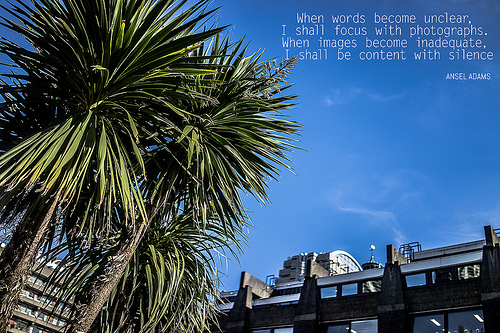 When words become unclear,
I shall focus with photographs.
When images become inadequate,
I shall be content with silence
ANSEL ADAMS.